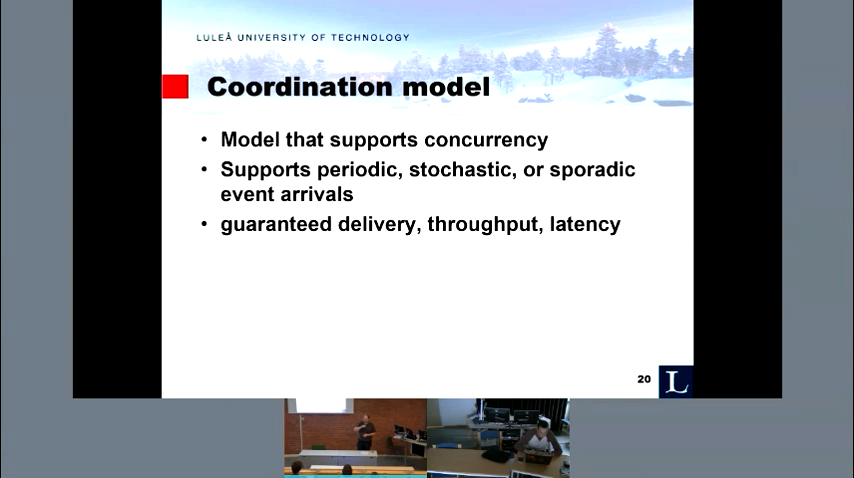 LULEÅ UNIVERSITY OF TECHNOLOGY
Coordination model
• Model that supports concurrency
• Supports periodic, stochastic, or sporadic
event arrivals
• guaranteed delivery, throughput, latency
20
L